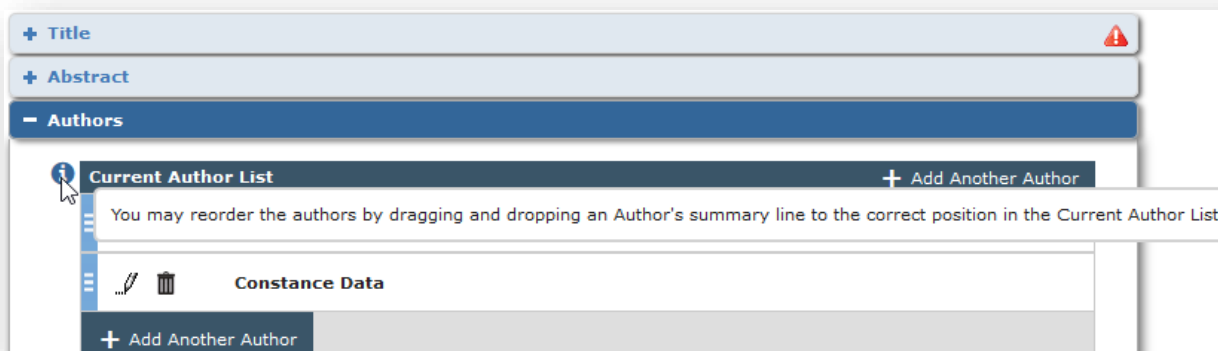 Title
Abstract
Authors
Current Author List
Add Another Author
You may reorder the authors by dragging and dropping an Author's summary line to the correct position in the Current Author List
Constance Data
Add Another Author